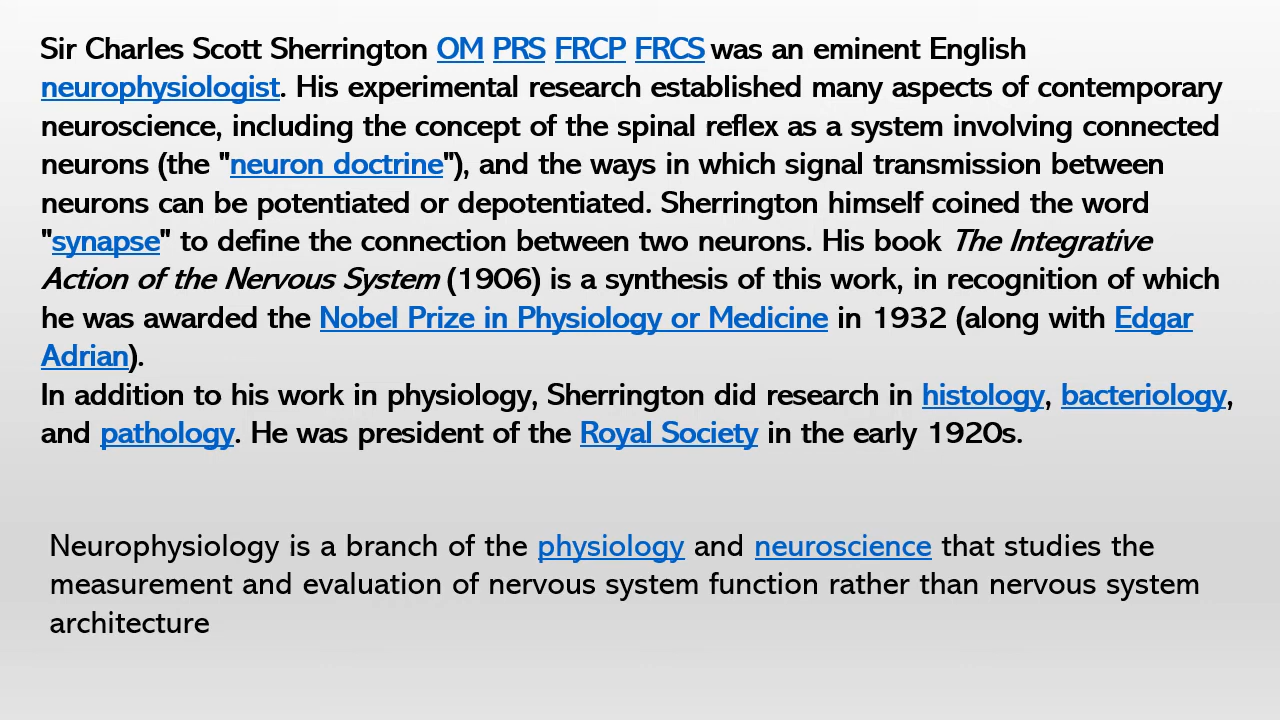 Sir Charles Scott Sherrington OM PRS FRCP FRCS was an eminent English
neurophysiologist. His experimental research established many aspects of contemporary
neuroscience, including the concept of the spinal reflex as a system involving connected
neurons (the "neuron doctrine"), and the ways in which signal transmission between
neurons can be potentiated or depotentiated. Sherrington himself coined the word
"synapse" to define the connection between two neurons. His book The Integrative
Action of the Nervous System (1906) is a synthesis of this work, in recognition of which
he was awarded the Nobel Prize in Physiology or Medicine in 1932 (along with Edgar
Adrian).
In addition to his work in physiology, Sherrington did research in histology, bacteriology,
and pathology. He was president of the Royal Society in the early 1920s.
Neurophysiology is a branch of the physiology and neuroscience that studies the
measurement and evaluation of nervous system function rather than nervous system
architecture